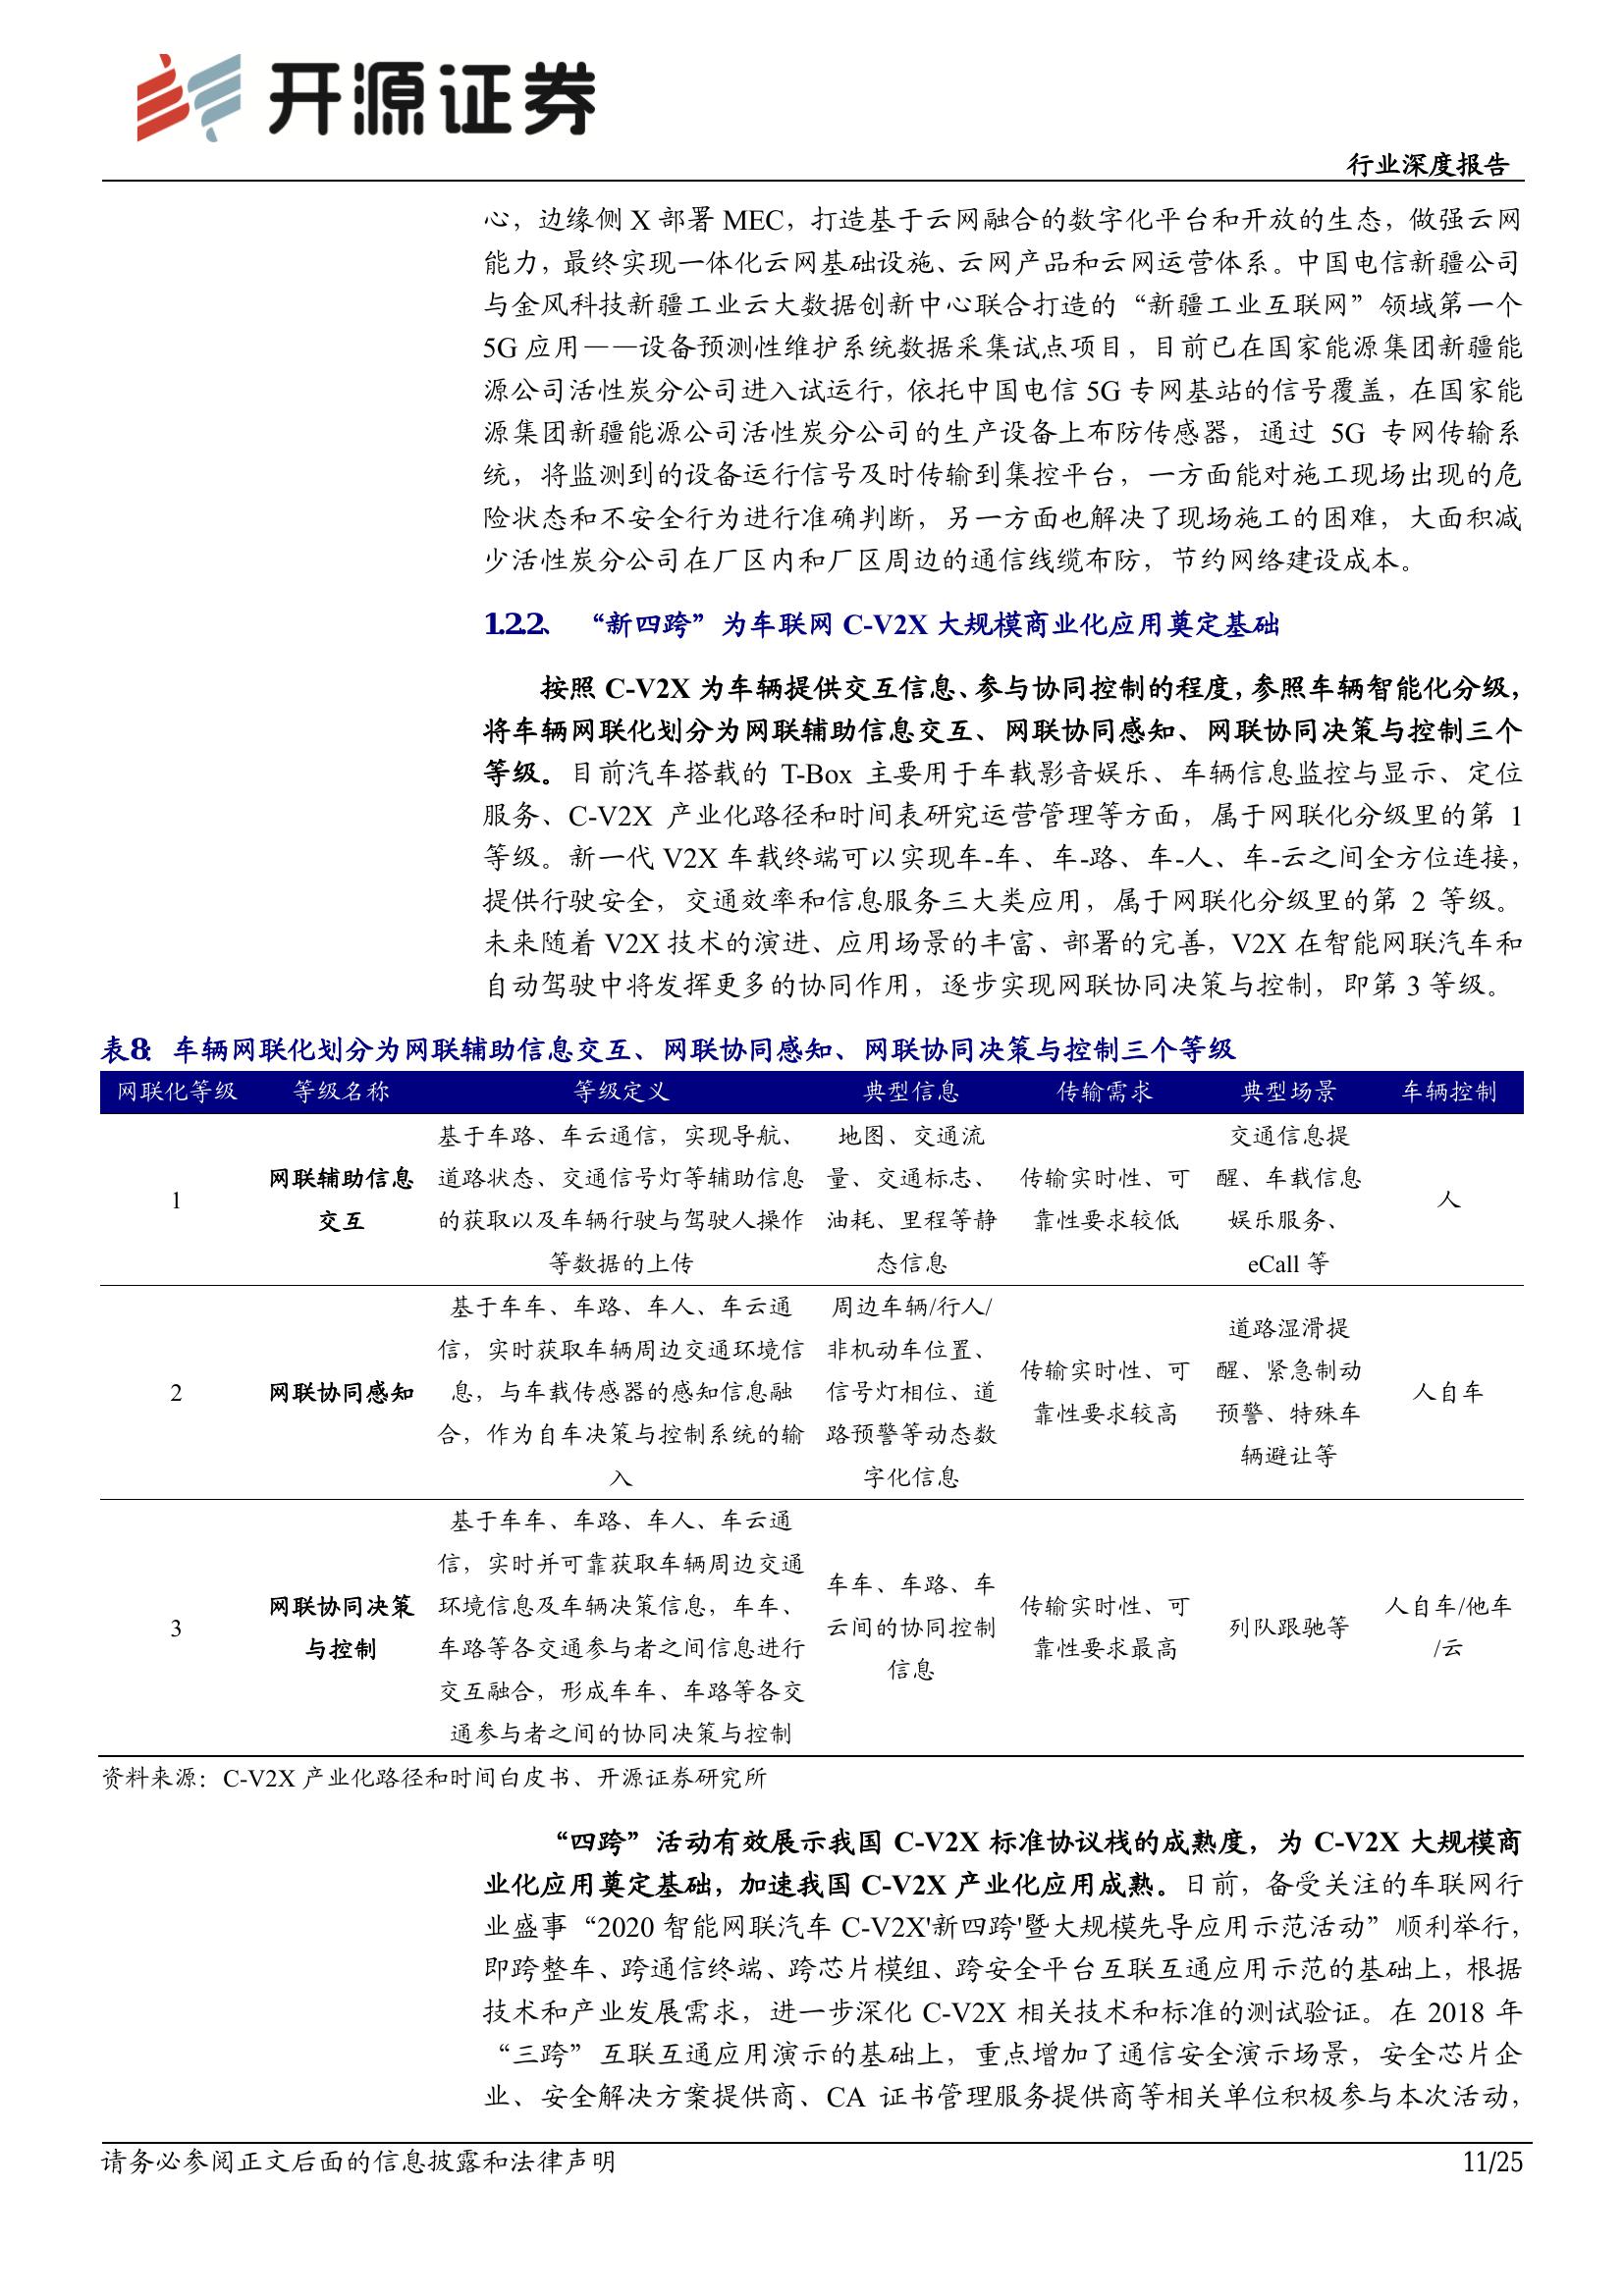 开源证券
行业深度报告
心，边缘侧 X 部署 MEC，打造基于云网融合的数字化平台和开放的生态，做强云网
能力，最终实现一体化云网基础设施、云网产品和云网运营体系。中国电信新疆公司
与金风科技新疆工业云大数据创新中心联合打造的“新疆工业互联网”领域第一个
5G 应用——设备预测性维护系统数据采集试点项目，目前已在国家能源集团新疆能
源公司活性炭分公司进入试运行，依托中国电信 5G 专网基站的信号覆盖，在国家能
源集团新疆能源公司活性炭分公司的生产设备上布防传感器，通过 5G 专网传输系
统，将监测到的设备运行信号及时传输到集控平台，一方面能对施工现场出现的危
险状态和不安全行为进行准确判断，另一方面也解决了现场施工的困难，大面积减
少活性炭分公司在厂区内和厂区周边的通信线缆布防，节约网络建设成本。
1.2.2、 “新四跨”为车联网 C-V2X 大规模商业化应用奠定基础
按照 C-V2X 为车辆提供交互信息、参与协同控制的程度，参照车辆智能化分级，
将车辆网联化划分为网联辅助信息交互、网联协同感知、网联协同决策与控制三个
等级。目前汽车搭载的 T-Box 主要用于车载影音娱乐、车辆信息监控与显示、定位
服务、C-V2X 产业化路径和时间表研究运营管理等方面，属于网联化分级里的第 1
等级。新一代 V2X 车载终端可以实现车-车、车-路、车-人、车-云之间全方位连接，
提供行驶安全，交通效率和信息服务三大类应用，属于网联化分级里的第 2 等级。
未来随着 V2X 技术的演进、应用场景的丰富、部署的完善，V2X 在智能网联汽车和
自动驾驶中将发挥更多的协同作用，逐步实现网联协同决策与控制，即第 3 等级。
表8：车辆网联化划分为网联辅助信息交互、网联协同感知、网联协同决策与控制三个等级
网联化等级 等级名称 等级定义 典型信息 传输需求 典型场景 车辆控制
1
网联辅助信息
交互
基于车路、车云通信，实现导航、
道路状态、交通信号灯等辅助信息
的获取以及车辆行驶与驾驶人操作
等数据的上传
地图、交通流
量、交通标志、
油耗、里程等静
态信息
传输实时性、可
靠性要求较低
交通信息提
醒、车载信息
娱乐服务、
eCall 等
人
2
网联协同感知
基于车车、车路、车人、车云通
信，实时获取车辆周边交通环境信
息，与车载传感器的感知信息融
合，作为自车决策与控制系统的输
入
周边车辆/行人/
非机动车位置、
信号灯相位、道
路预警等动态数
字化信息
传输实时性、可
靠性要求较高
道路湿滑提
醒、紧急制动
预警、特殊车
辆避让等
人自车
3
网联协同决策
与控制
基于车车、车路、车人、车云通
信，实时并可靠获取车辆周边交通
环境信息及车辆决策信息，车车、
车路等各交通参与者之间信息进行
交互融合，形成车车、车路等各交
通参与者之间的协同决策与控制
车车、车路、车
云间的协同控制
信息
传输实时性、可
靠性要求最高
列队跟驰等
人自车/他车
/云
资料来源：C-V2X 产业化路径和时间白皮书、开源证券研究所
“四跨”活动有效展示我国 C-V2X 标准协议栈的成熟度，为 C-V2X 大规模商
业化应用奠定基础，加速我国 C-V2X 产业化应用成熟。日前，备受关注的车联网行
业盛事“2020 智能网联汽车 C-V2X'新四跨'暨大规模先导应用示范活动”顺利举行，
即跨整车、跨通信终端、跨芯片模组、跨安全平台互联互通应用示范的基础上，根据
技术和产业发展需求，进一步深化 C-V2X 相关技术和标准的测试验证。在 2018 年
“三跨”互联互通应用演示的基础上，重点增加了通信安全演示场景，安全芯片企
业、安全解决方案提供商、CA 证书管理服务提供商等相关单位积极参与本次活动，
请务必参阅正文后面的信息披露和法律声明
11/25